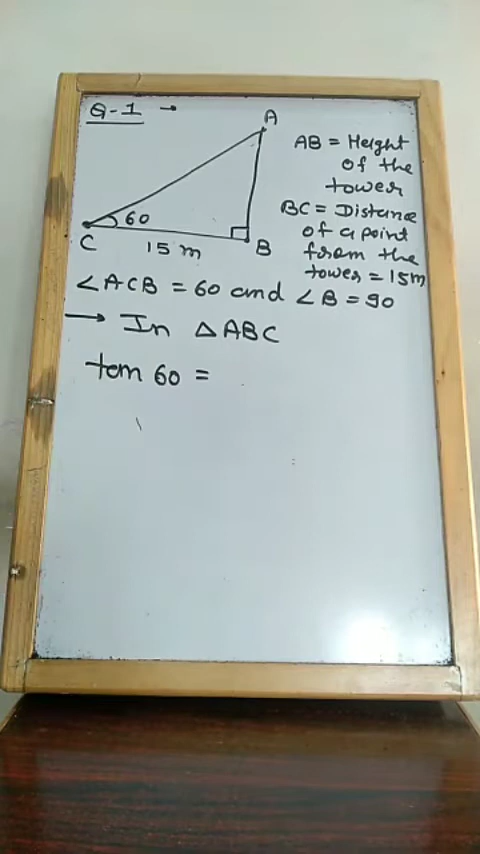 Q-1 →
A
60
C
15 m
B
AB = Height
of the
tower
BC = Distance
of a point
from the
tower = 15m
∠ACB = 60 and ∠B = 90
→ In △ABC
tan 60 =